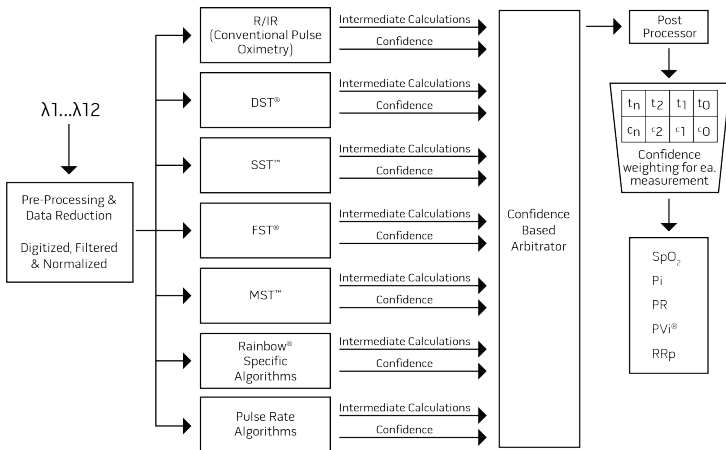 λ1...λ12
Pre-Processing &
Data Reduction
Digitized, Filtered
& Normalized
R/IR
(Conventional Pulse
Oximetry)
Intermediate Calculations
Confidence
DST®
Intermediate Calculations
Confidence
SST™
Intermediate Calculations
Confidence
FST®
Intermediate Calculations
Confidence
MST™
Intermediate Calculations
Confidence
Rainbow®
Specific
Algorithms
Intermediate Calculations
Confidence
Pulse Rate
Algorithms
Intermediate Calculations
Confidence
Confidence
Based
Arbitrator
Post
Processor
tn t2 t1 t0
cn c2 c1 c0
Confidence
weighting for ea.
measurement
SpO₂
Pi
PR
PVi®
RRp